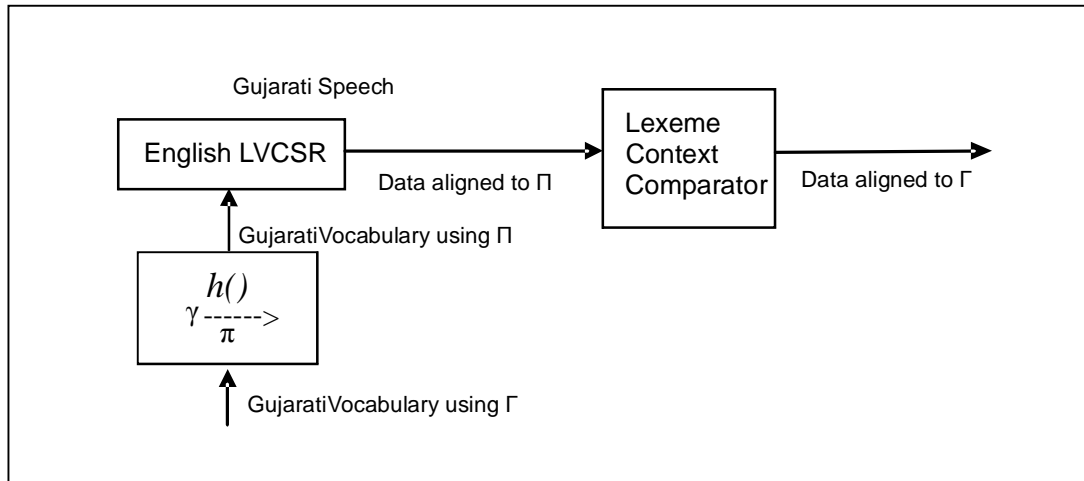 Gujarati Speech
English LVCSR
Lexeme
Context
Comparator
Data aligned to Π
Data aligned to Γ
GujaratiVocabulary using Π
h()
γ ------>
π
GujaratiVocabulary using Γ